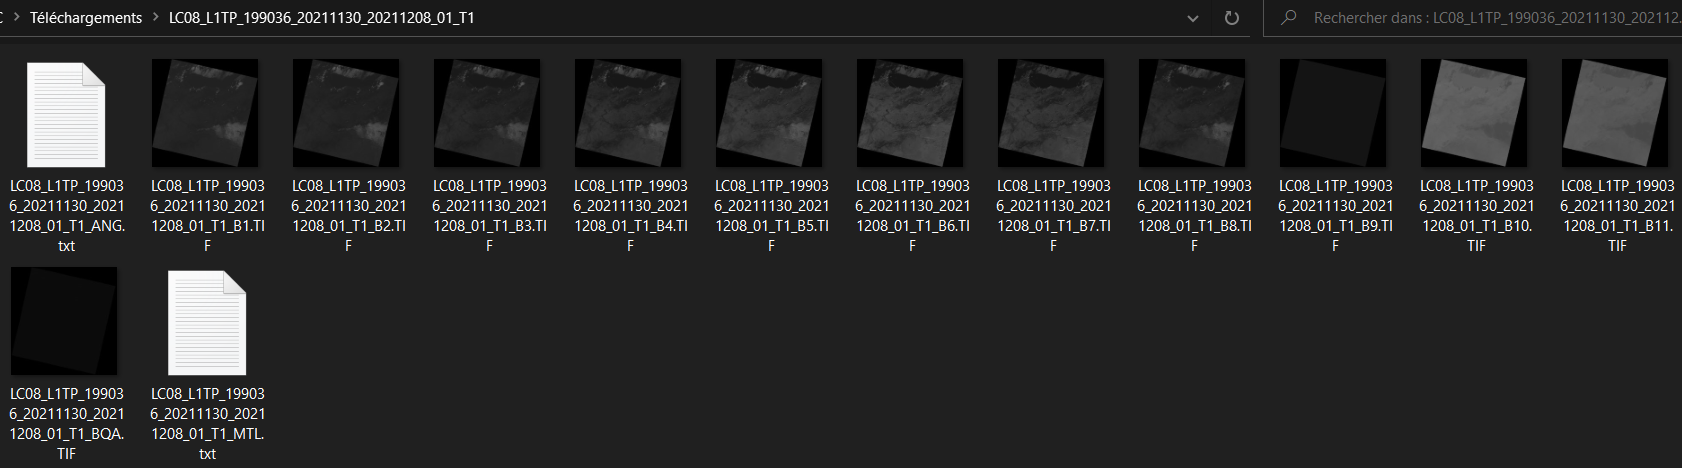 Téléchargements > LC08_L1TP_199036_20211130_20211208_01_T1
Rechercher dans : LC08_L1TP_199036_20211130_202112
LC08_L1TP_19903
6_20211130_2021
1208_01_T1_ANG.
txt
LC08_L1TP_19903
6_20211130_2021
1208_01_T1_B1.TI
F
LC08_L1TP_19903
6_20211130_2021
1208_01_T1_B2.TI
F
LC08_L1TP_19903
6_20211130_2021
1208_01_T1_B3.TI
F
LC08_L1TP_19903
6_20211130_2021
1208_01_T1_B4.TI
F
LC08_L1TP_19903
6_20211130_2021
1208_01_T1_B5.TI
F
LC08_L1TP_19903
6_20211130_2021
1208_01_T1_B6.TI
F
LC08_L1TP_19903
6_20211130_2021
1208_01_T1_B7.TI
F
LC08_L1TP_19903
6_20211130_2021
1208_01_T1_B8.TI
F
LC08_L1TP_19903
6_20211130_2021
1208_01_T1_B9.TI
F
LC08_L1TP_19903
6_20211130_2021
1208_01_T1_B10.
TIF
LC08_L1TP_19903
6_20211130_2021
1208_01_T1_B11.
TIF
LC08_L1TP_19903
6_20211130_2021
1208_01_T1_BQA.
TIF
LC08_L1TP_19903
6_20211130_2021
1208_01_T1_MTL.
txt